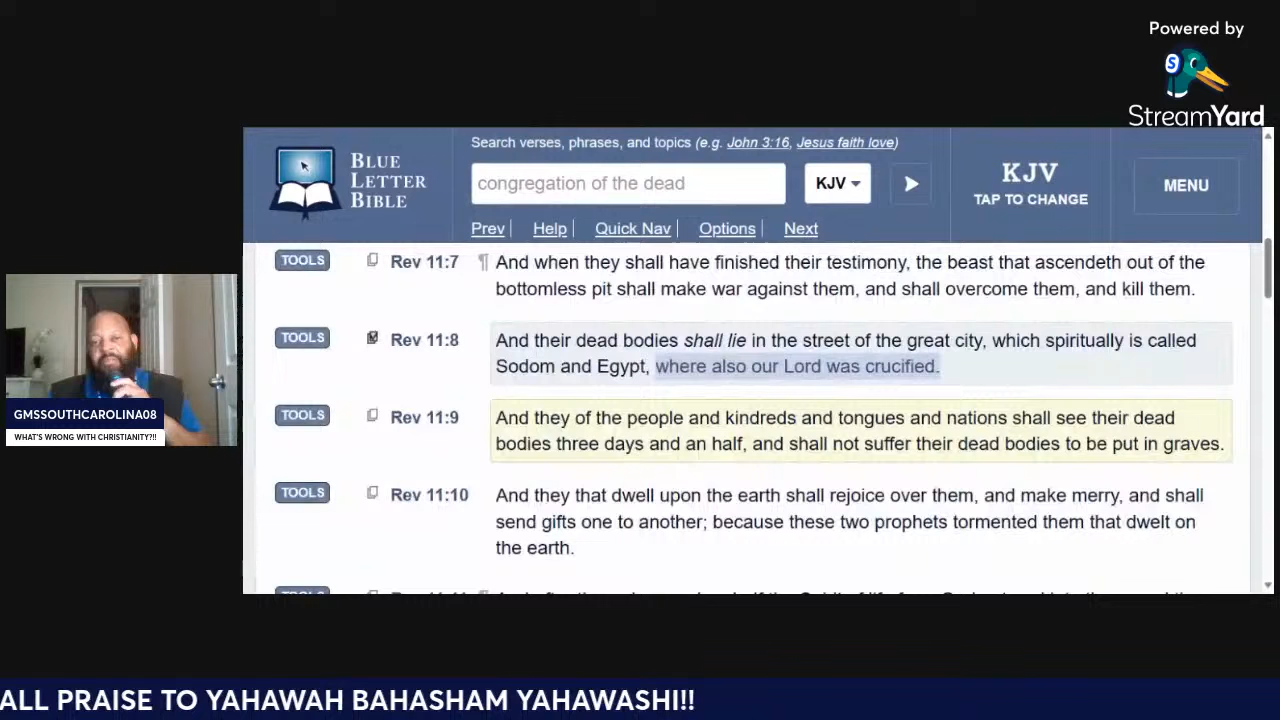 Powered by
S
StreamYard
BLUE
LETTER
BIBLE
Search verses, phrases, and topics (e.g. John 3:16, Jesus faith love)
congregation of the dead
KJV
KJV
TAP TO CHANGE
MENU
Prev
Help
Quick Nav
Options
Next
TOOLS
Rev 11:7
¶ And when they shall have finished their testimony, the beast that ascendeth out of the
bottomless pit shall make war against them, and shall overcome them, and kill them.
TOOLS
Rev 11:8
And their dead bodies shall lie in the street of the great city, which spiritually is called
Sodom and Egypt, where also our Lord was crucified.
TOOLS
Rev 11:9
And they of the people and kindreds and tongues and nations shall see their dead
bodies three days and an half, and shall not suffer their dead bodies to be put in graves.
TOOLS
Rev 11:10
And they that dwell upon the earth shall rejoice over them, and make merry, and shall
send gifts one to another; because these two prophets tormented them that dwelt on
the earth.
GMSSOUTHCAROLINA08
WHAT'S WRONG WITH CHRISTIANITY?!!
ALL PRAISE TO YAHAWAH BAHASHAM YAHAWASHI!!